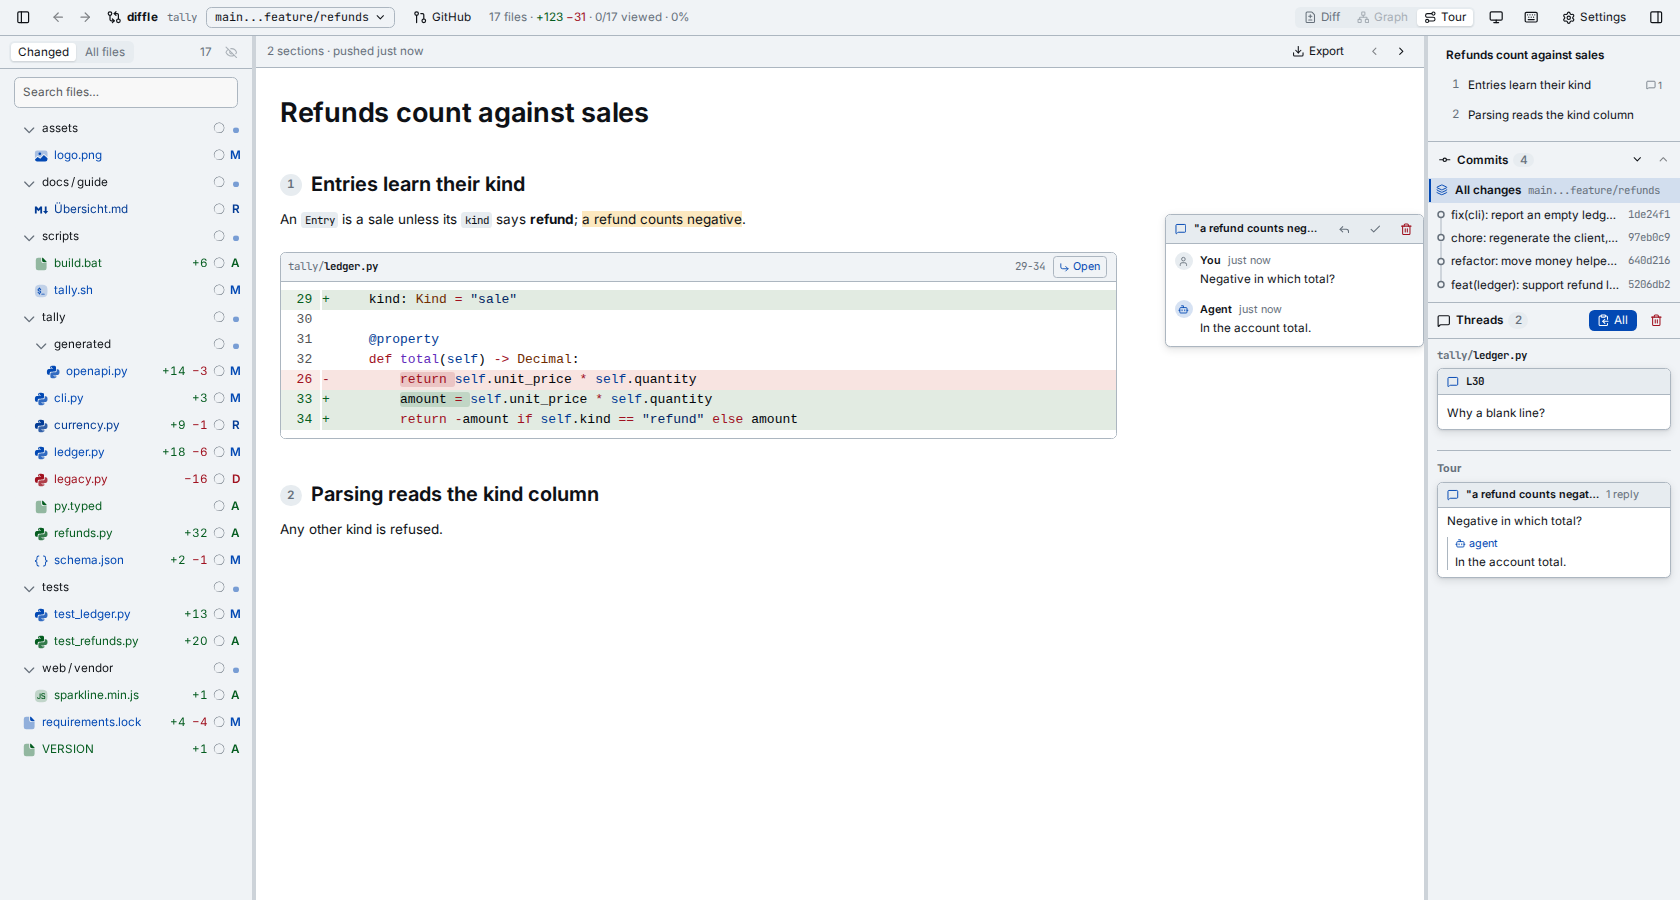 diffle tally main...feature/refunds GitHub 17 files · +123 −31 · 0/17 viewed · 0% Diff Graph Tour Settings
Changed All files 17
Search files...
assets
logo.png M
docs/guide
Übersicht.md R
scripts
build.bat +6 A
tally.sh M
tally
generated
openapi.py +14 −3 M
cli.py +3 M
currency.py +9 −1 R
ledger.py +18 −6 M
legacy.py −16 D
py.typed A
refunds.py +32 A
schema.json +2 −1 M
tests
test_ledger.py +13 M
test_refunds.py +20 A
web/vendor
sparkline.min.js +1 A
requirements.lock +4 −4 M
VERSION +1 A
2 sections · pushed just now Export
Refunds count against sales
1 Entries learn their kind
An Entry is a sale unless its kind says refund; a refund counts negative.
tally/ledger.py 29-34 Open
29 + kind: Kind = "sale"
30
31 @property
32 def total(self) -> Decimal:
26 - return self.unit_price * self.quantity
33 + amount = self.unit_price * self.quantity
34 + return -amount if self.kind == "refund" else amount
2 Parsing reads the kind column
Any other kind is refused.
"a refund counts neg...
You just now
Negative in which total?
Agent just now
In the account total.
Refunds count against sales
1 Entries learn their kind 1
2 Parsing reads the kind column
Commits 4
All changes main...feature/refunds
fix(cli): report an empty ledg... 1de24f1
chore: regenerate the client,... 97eb0c9
refactor: move money helpe... 640d216
feat(ledger): support refund l... 5206db2
Threads 2 All
tally/ledger.py
L30
Why a blank line?
Tour
"a refund counts negat... 1 reply
Negative in which total?
agent
In the account total.